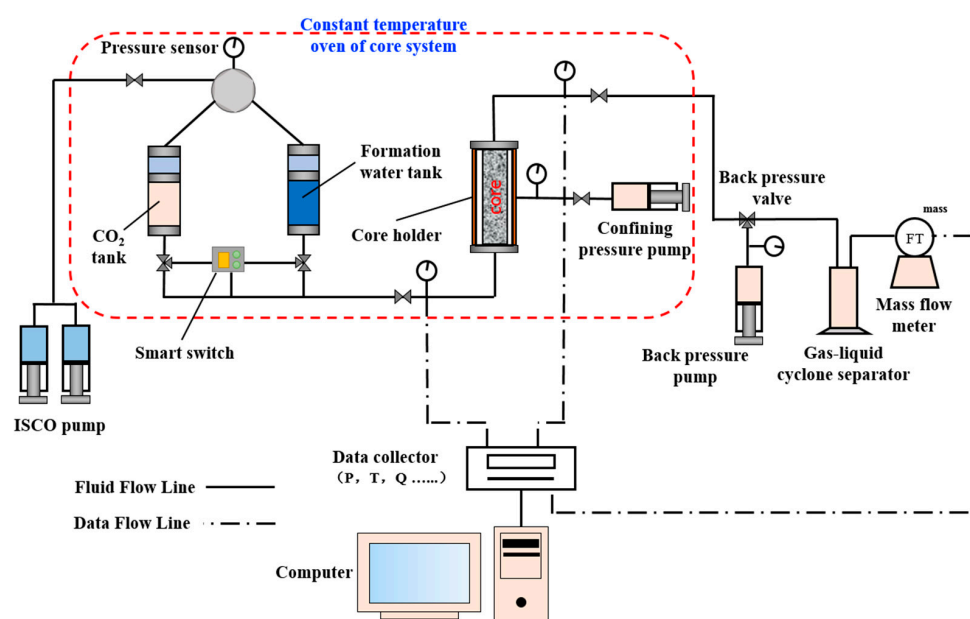 Constant temperature
oven of core system
Pressure sensor
Formation
water tank
core
Back pressure
valve
mass
CO₂
tank
Core holder
Confining
pressure pump
FT
Mass flow
meter
Smart switch
Back pressure
pump
Gas-liquid
cyclone separator
ISCO pump
Data collector
（P，T，Q ......）
Fluid Flow Line
Data Flow Line
Computer